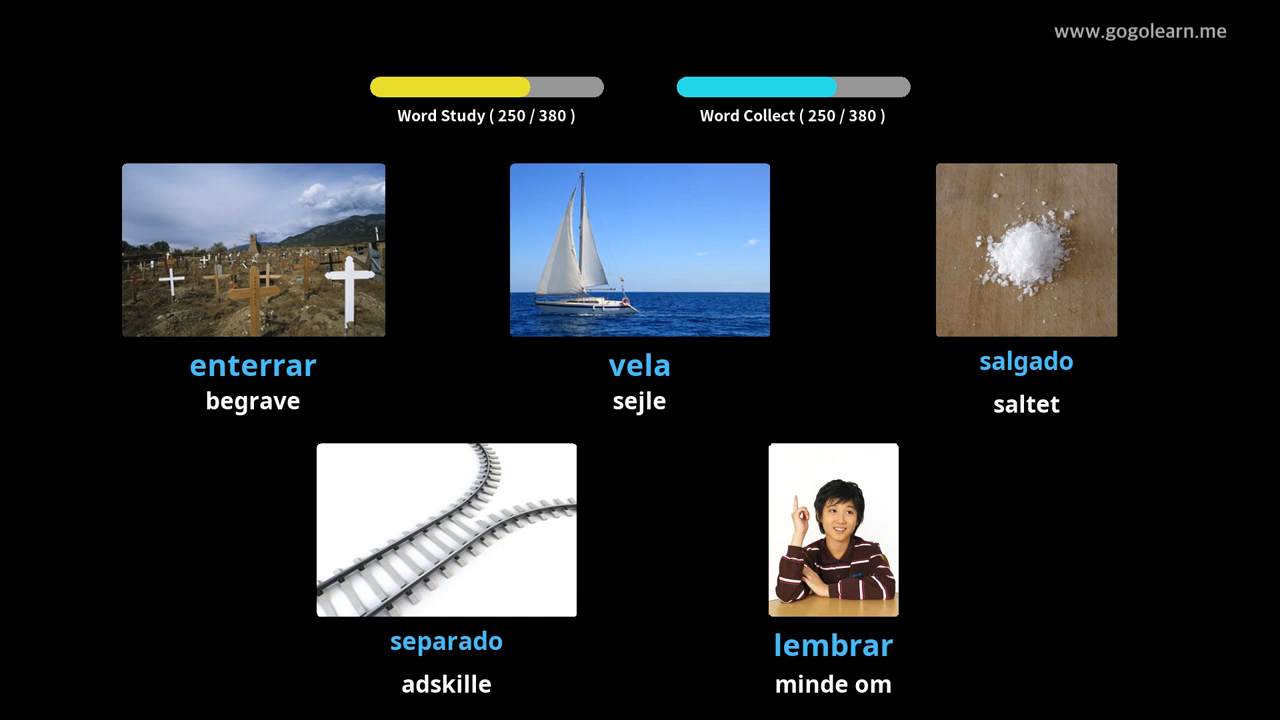 www.gogolearn.me
Word Study ( 250 / 380 )
Word Collect ( 250 / 380 )
enterrar
begrave
vela
sejle
salgado
saltet
separado
adskille
lembrar
minde om